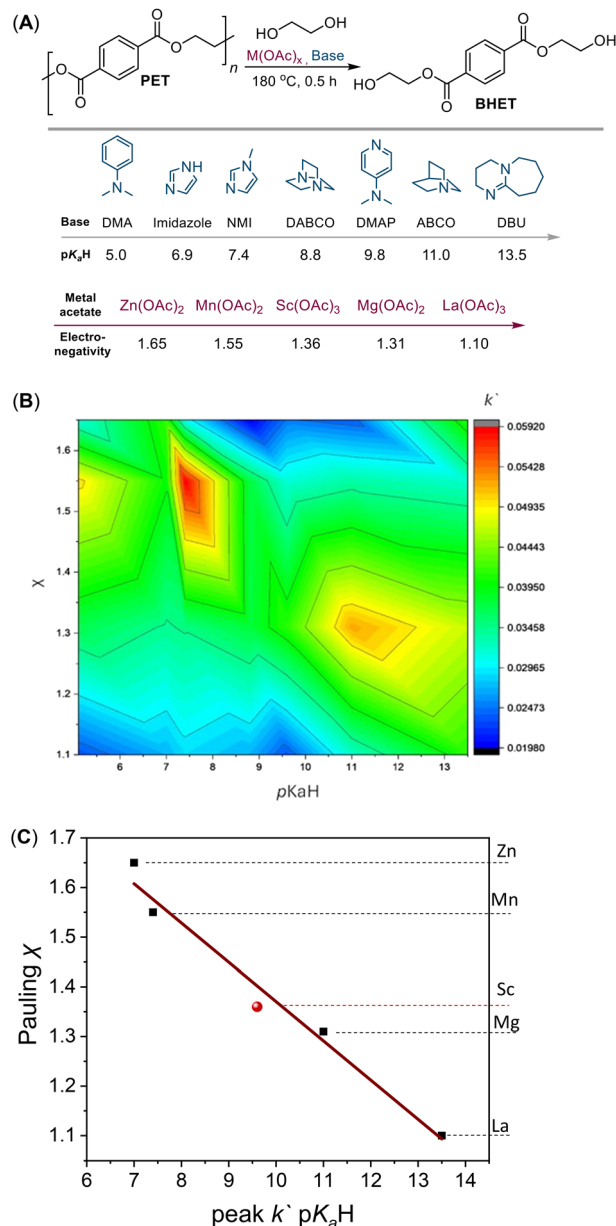 (A)
HO OH
PET
M(OAc)x, Base
180 °C, 0.5 h
BHET
Base DMA Imidazole NMI DABCO DMAP ABCO DBU
pKaH 5.0 6.9 7.4 8.8 9.8 11.0 13.5
Metal acetate Zn(OAc)2 Mn(OAc)2 Sc(OAc)3 Mg(OAc)2 La(OAc)3
Electro-negativity 1.65 1.55 1.36 1.31 1.10
(B)
k`
0.05920
0.05428
0.04935
0.04443
0.03950
0.03458
0.02965
0.02473
0.01980
χ
1.6
1.5
1.4
1.3
1.2
1.1
6 7 8 9 10 11 12 13
pKaH
(C)
Pauling χ
1.7
1.6
1.5
1.4
1.3
1.2
1.1
Zn
Mn
Sc
Mg
La
6 7 8 9 10 11 12 13 14
peak k` pKaH